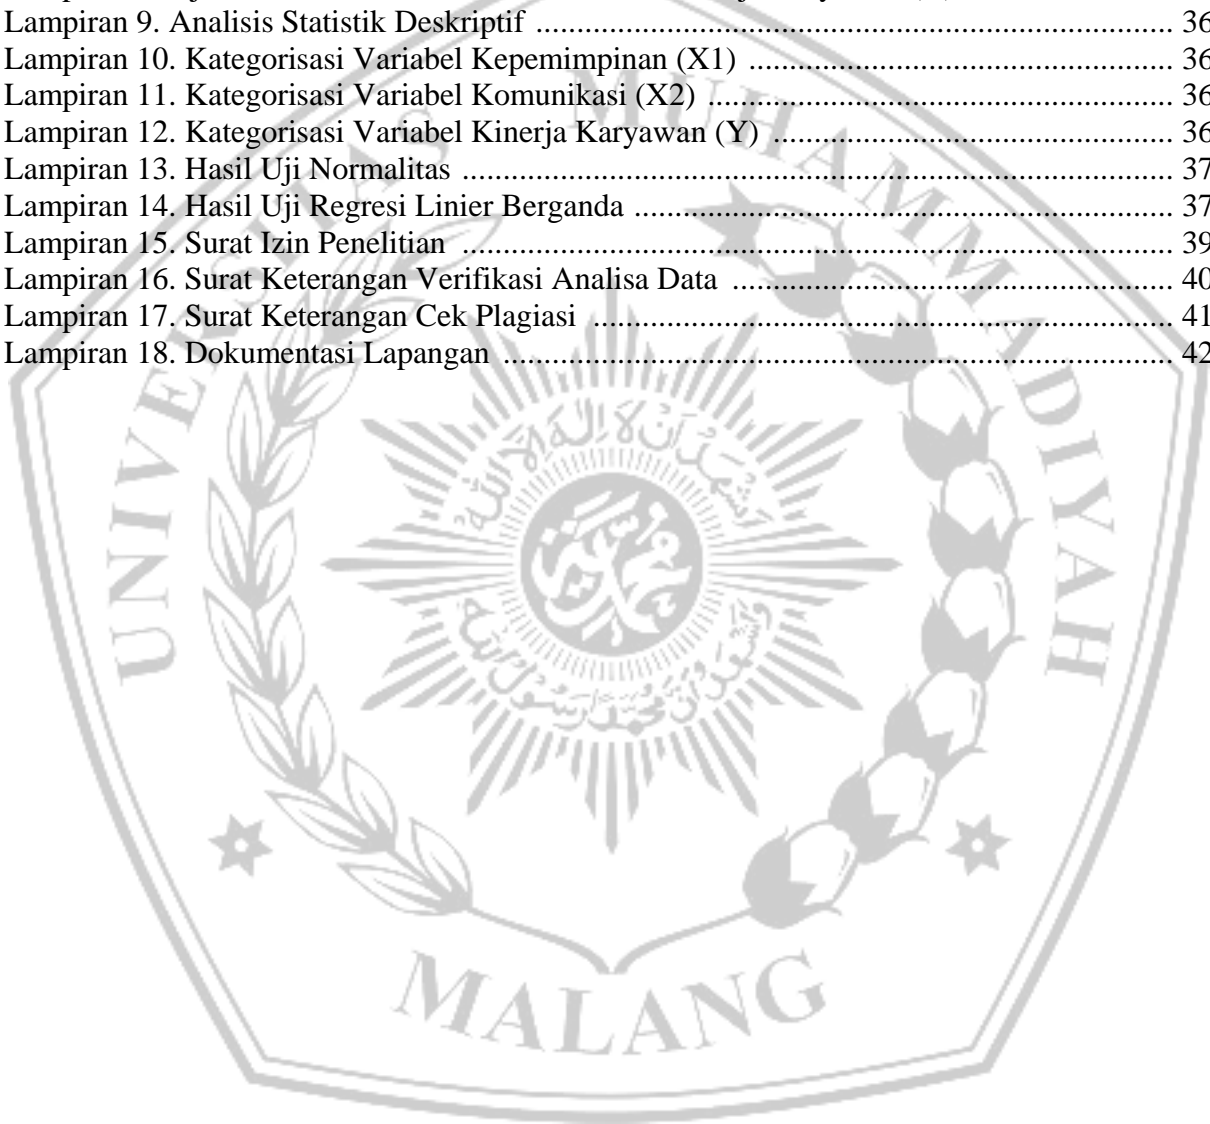 Lampiran 9. Analisis Statistik Deskriptif ................................................................................ 36
Lampiran 10. Kategorisasi Variabel Kepemimpinan (X1) ..................................................... 36
Lampiran 11. Kategorisasi Variabel Komunikasi (X2) .......................................................... 36
Lampiran 12. Kategorisasi Variabel Kinerja Karyawan (Y) .................................................. 36
Lampiran 13. Hasil Uji Normalitas ......................................................................................... 37
Lampiran 14. Hasil Uji Regresi Linier Berganda .................................................................... 37
Lampiran 15. Surat Izin Penelitian ......................................................................................... 39
Lampiran 16. Surat Keterangan Verifikasi Analisa Data ....................................................... 40
Lampiran 17. Surat Keterangan Cek Plagiasi ......................................................................... 41
Lampiran 18. Dokumentasi Lapangan .................................................................................... 42
UNIVERSITAS MUHAMMADIYAH
MALANG